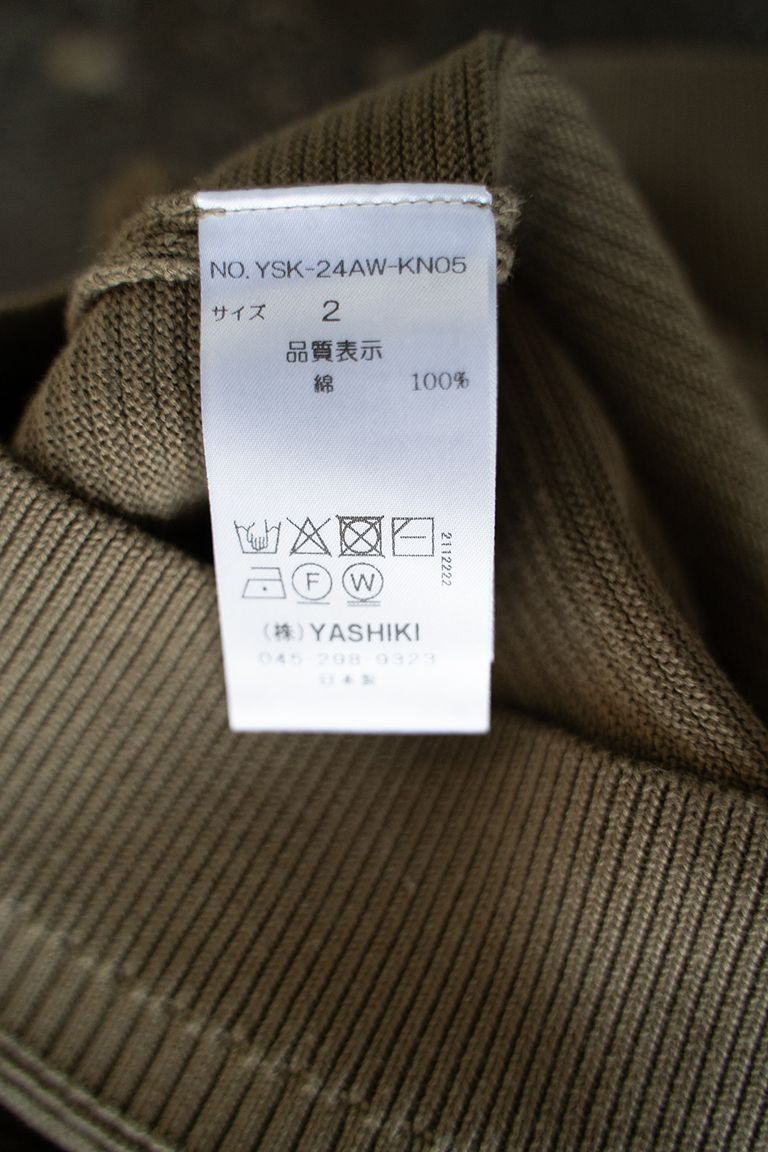 NO. YSK-24AW-KN05
サイズ 2
品質表示
綿 100%
2112222
F W
(株) YASHIKI
045-298-9323
日本製